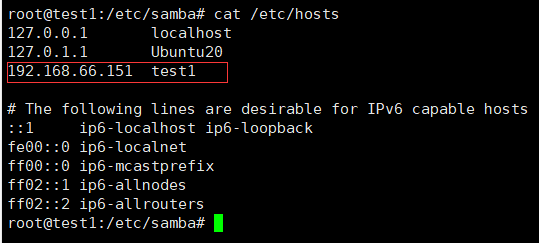 root@test1:/etc/samba# cat /etc/hosts
127.0.0.1       localhost
127.0.1.1       Ubuntu20
192.168.66.151  test1

# The following lines are desirable for IPv6 capable hosts
::1     ip6-localhost ip6-loopback
fe00::0 ip6-localnet
ff00::0 ip6-mcastprefix
ff02::1 ip6-allnodes
ff02::2 ip6-allrouters
root@test1:/etc/samba#